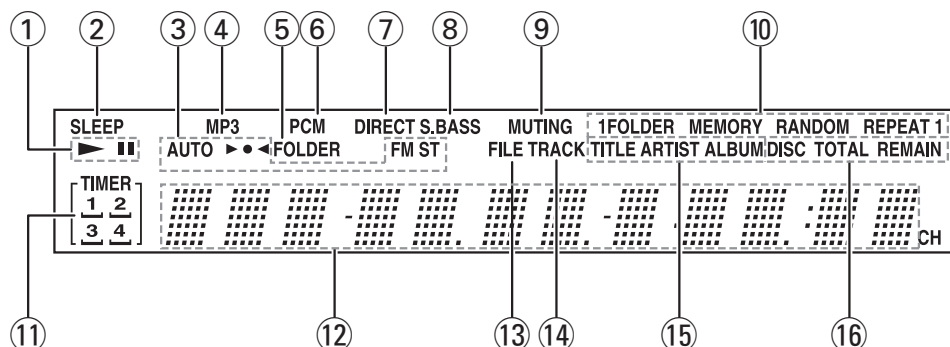 ① ② ③ ④ ⑤ ⑥ ⑦ ⑧ ⑨ ⑩
SLEEP MP3 PCM DIRECT S.BASS MUTING 1FOLDER MEMORY RANDOM REPEAT 1
AUTO FOLDER FM ST FILE TRACK TITLE ARTIST ALBUM DISC TOTAL REMAIN
TIMER
1 2
3 4
CH
⑪ ⑫ ⑬ ⑭ ⑮ ⑯